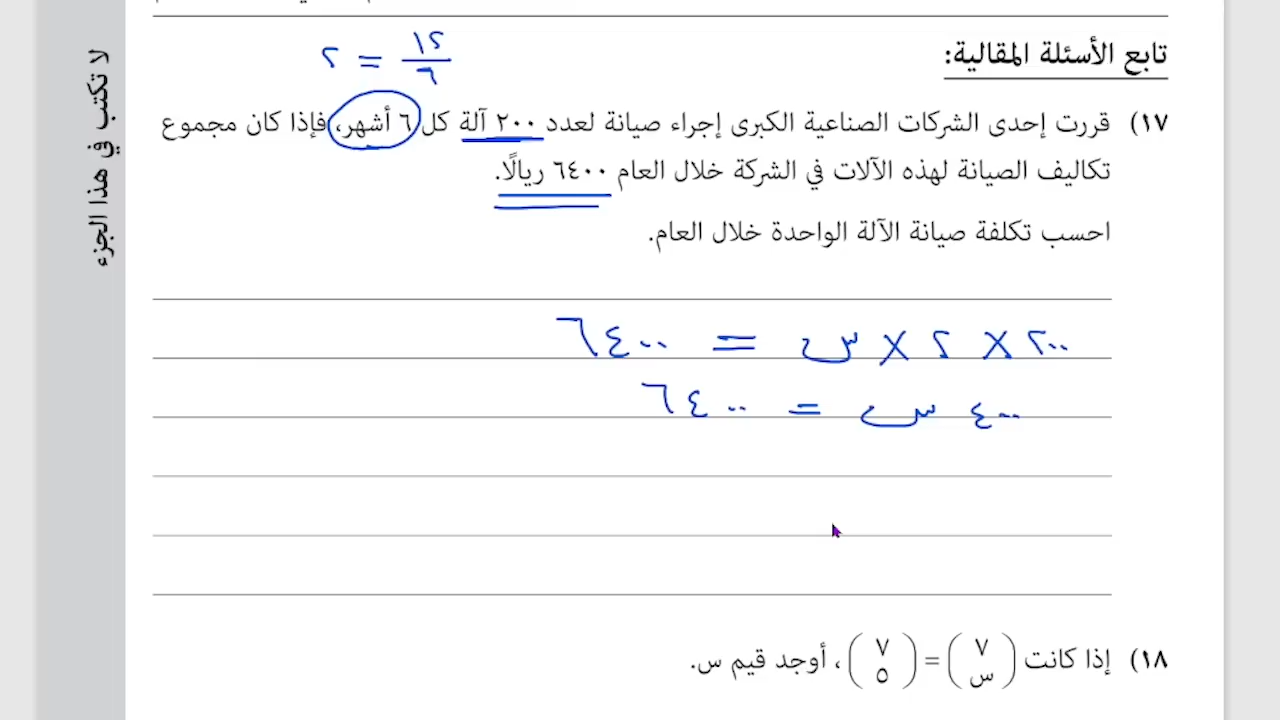 تابع الأسئلة المقالية:
١٢/٦ = ٢
١٧) قررت إحدى الشركات الصناعية الكبرى إجراء صيانة لعدد ٢٠٠ آلة كل ٦ أشهر، فإذا كان مجموع
تكاليف الصيانة لهذه الآلات في الشركة خلال العام ٦٤٠٠ ريالًا.
احسب تكلفة صيانة الآلة الواحدة خلال العام.
٢٠٠ × ٢ × س = ٦٤٠٠
٤٠٠ س = ٦٤٠٠
١٨) إذا كانت (٧ س) = (٧ ٥)، أوجد قيم س.
لا تكتب في هذا الجزء